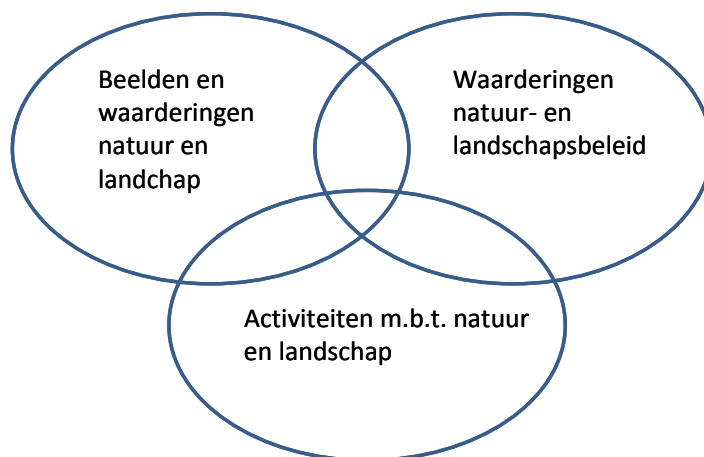 Beelden en
waarderingen
natuur en
landchap
Waarderingen
natuur- en
landschapsbeleid
Activiteiten m.b.t. natuur
en landschap